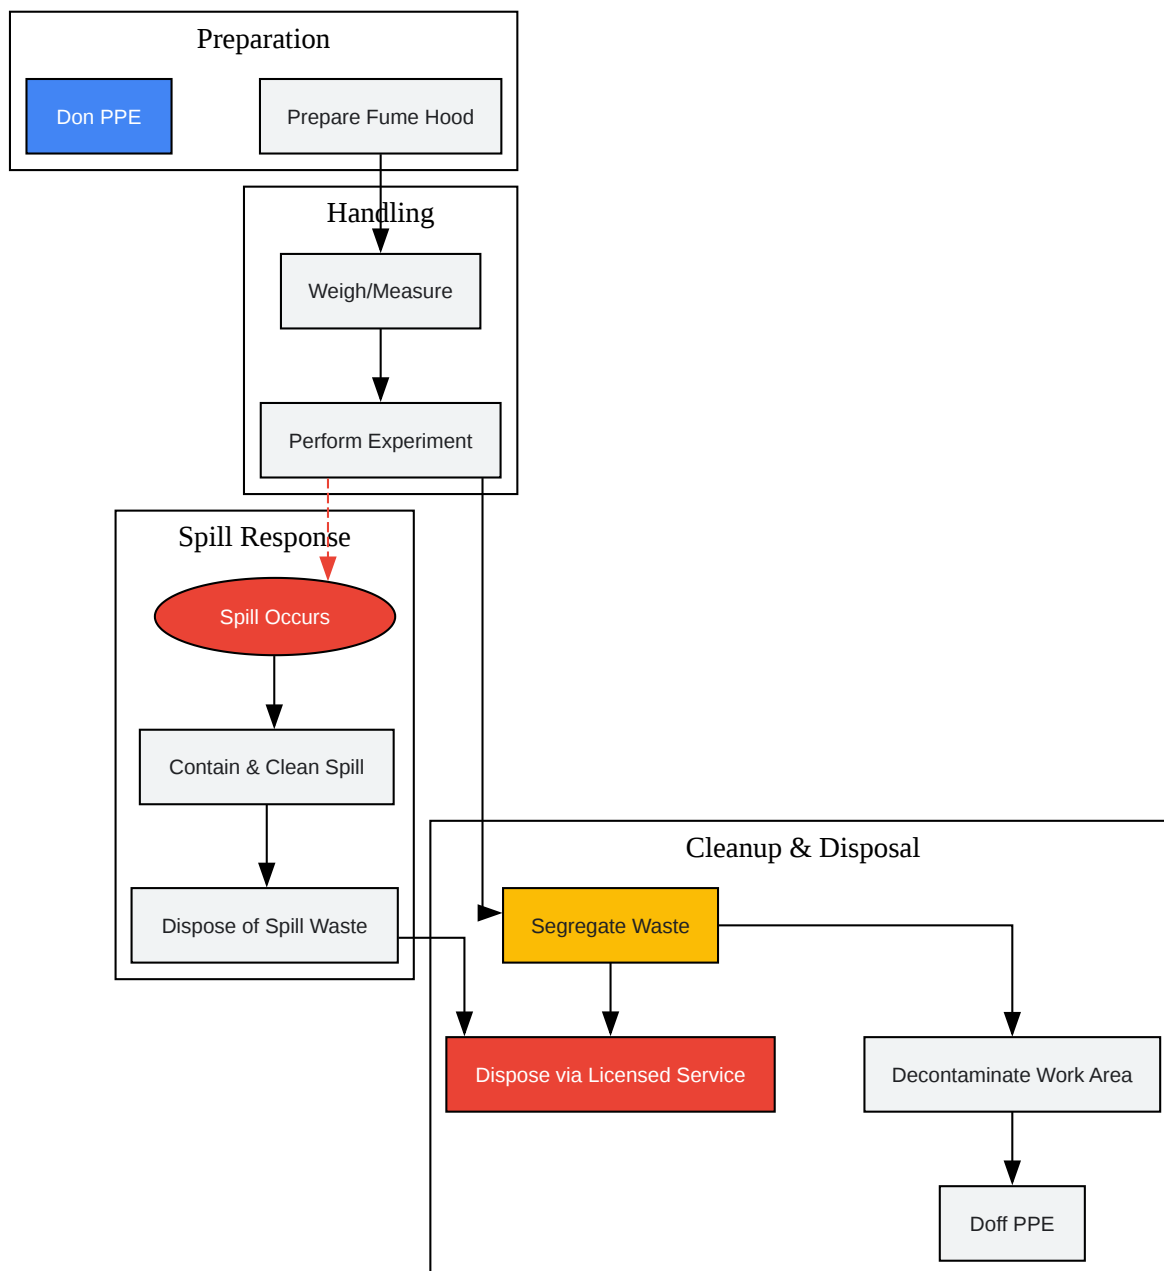 Preparation
Don PPE
Prepare Fume Hood
Handling
Weigh/Measure
Perform Experiment
Spill Response
Spill Occurs
Contain & Clean Spill
Dispose of Spill Waste
Cleanup & Disposal
Segregate Waste
Dispose via Licensed Service
Decontaminate Work Area
Doff PPE